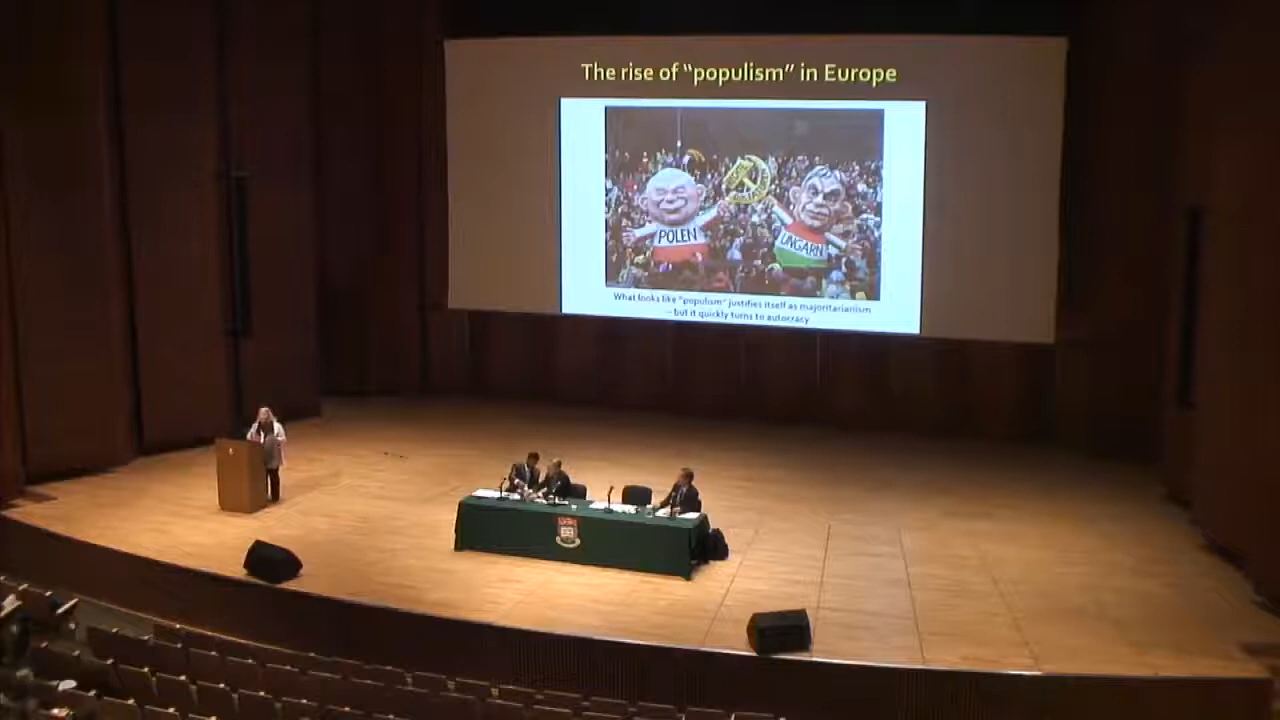 The rise of “populism” in Europe
POLEN
UNGARN
What looks like “populism” justifies itself as majoritarianism
– but it quickly turns to autocracy